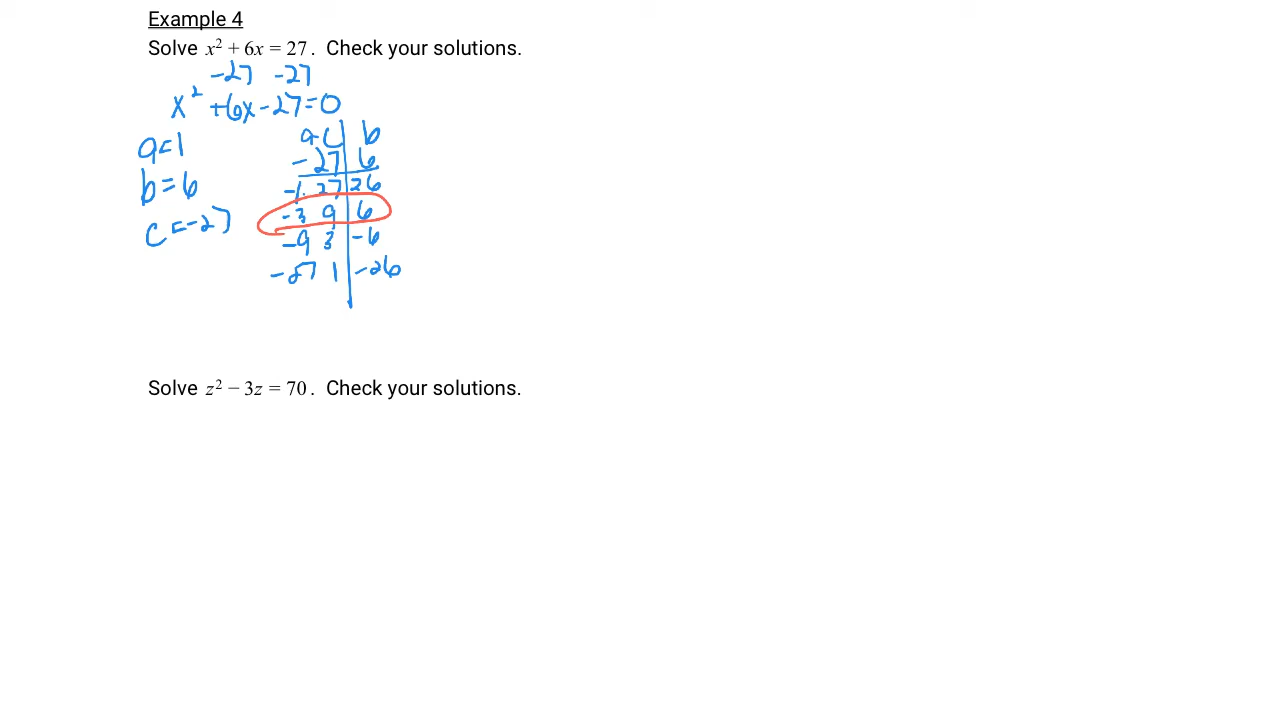 Example 4
Solve x² + 6x = 27. Check your solutions.
-27 -27
x² +6x - 27 = 0
a=1
b=6
c=-27
ac b
-27 6
-1. 27 26
-3 9 6
-9 3 -6
-27 1 -26
Solve z² − 3z = 70. Check your solutions.